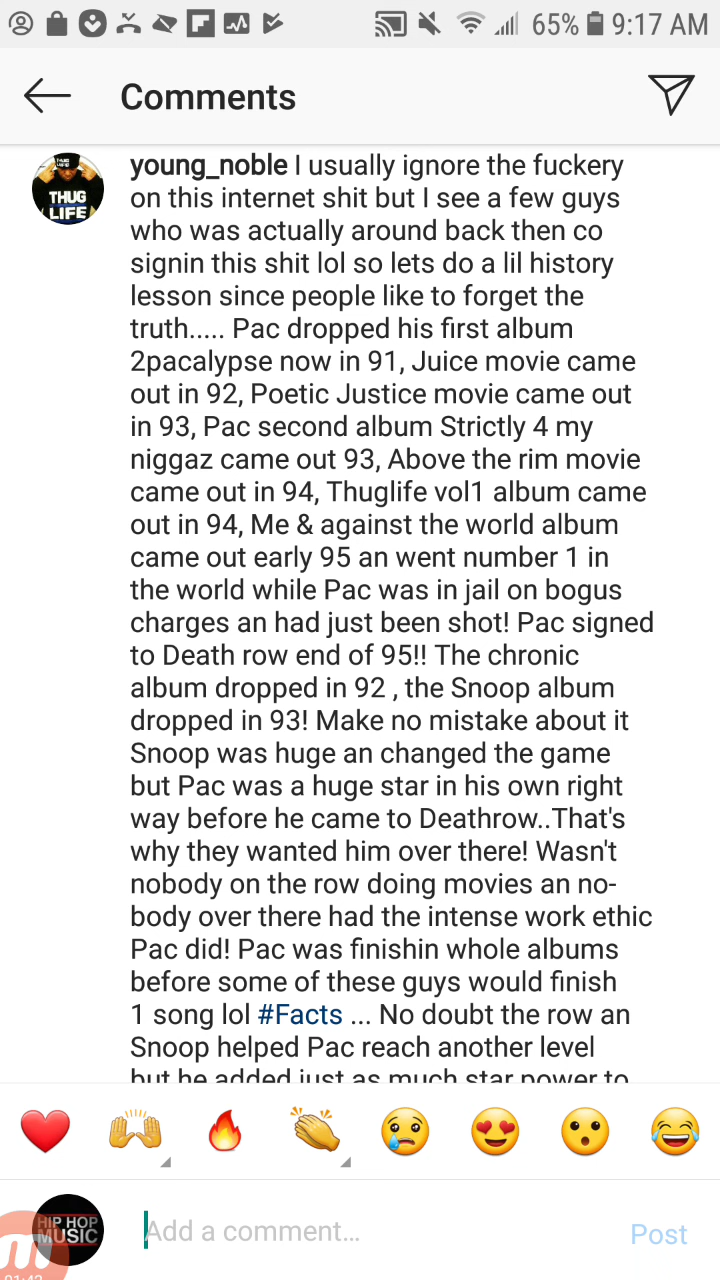 65% 9:17 AM
Comments
THUG
LIFE
young_noble I usually ignore the fuckery
on this internet shit but I see a few guys
who was actually around back then co
signin this shit lol so lets do a lil history
lesson since people like to forget the
truth..... Pac dropped his first album
2pacalypse now in 91, Juice movie came
out in 92, Poetic Justice movie came out
in 93, Pac second album Strictly 4 my
niggaz came out 93, Above the rim movie
came out in 94, Thuglife vol1 album came
out in 94, Me & against the world album
came out early 95 an went number 1 in
the world while Pac was in jail on bogus
charges an had just been shot! Pac signed
to Death row end of 95!! The chronic
album dropped in 92 , the Snoop album
dropped in 93! Make no mistake about it
Snoop was huge an changed the game
but Pac was a huge star in his own right
way before he came to Deathrow..That's
why they wanted him over there! Wasn't
nobody on the row doing movies an no-
body over there had the intense work ethic
Pac did! Pac was finishin whole albums
before some of these guys would finish
1 song lol #Facts ... No doubt the row an
Snoop helped Pac reach another level
but he added just as much star power to
HIP HOP
MUSIC
Add a comment...
Post
01:42